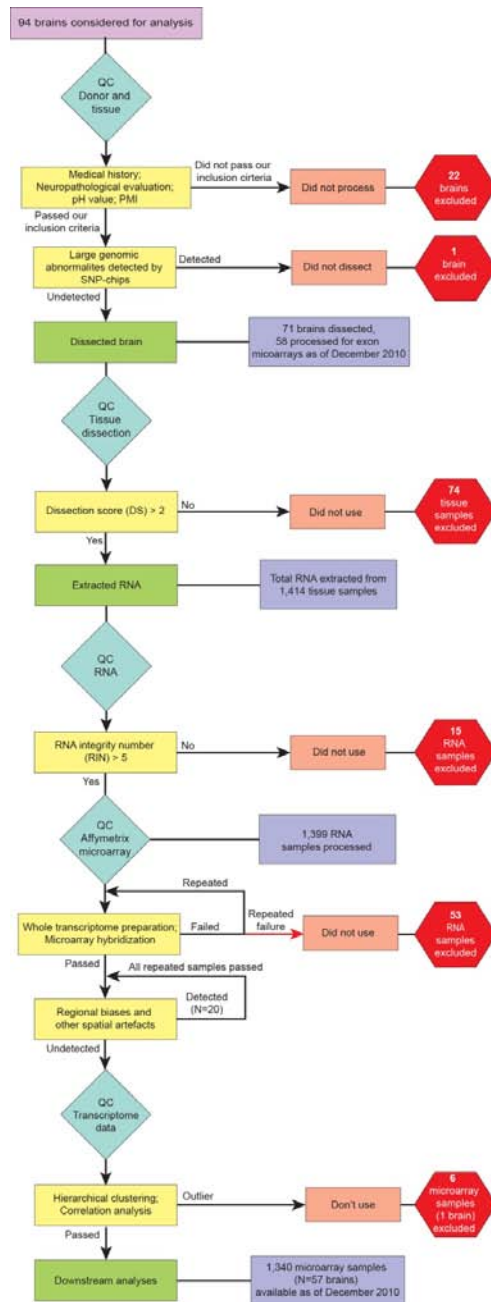 94 brains considered for analysis
QC
Donor and
tissue
Medical history;
Neuropathological evaluation;
pH value; PMI
Did not pass our
inclusion cirteria
Did not process
22
brains
excluded
Passed our
inclusion criteria
Large genomic
abnormalites detected by
SNP-chips
Detected
Did not dissect
1
brain
excluded
Undetected
Dissected brain
71 brains dissected,
58 processed for exon
micoarrays as of December 2010
QC
Tissue
dissection
Dissection score (DS) > 2
No
Did not use
74
tissue
samples
excluded
Yes
Extracted RNA
Total RNA extracted from
1,414 tissue samples
QC
RNA
RNA integrity number
(RIN) > 5
No
Did not use
15
RNA
samples
excluded
Yes
QC
Affymetrix
microarray
1,399 RNA
samples processed
Repeated
Whole transcriptome preparation;
Microarray hybridization
Failed
Repeated
failure
Did not use
53
RNA
samples
excluded
Passed
All repeated samples passed
Regional biases and
other spatial artefacts
Detected
(N=20)
Undetected
QC
Transcriptome
data
Hierarchical clustering;
Correlation analysis
Outlier
Don't use
6
microarray
samples
(1 brain)
excluded
Passed
Downstream analyses
1,340 microarray samples
(N=57 brains)
available as of December 2010